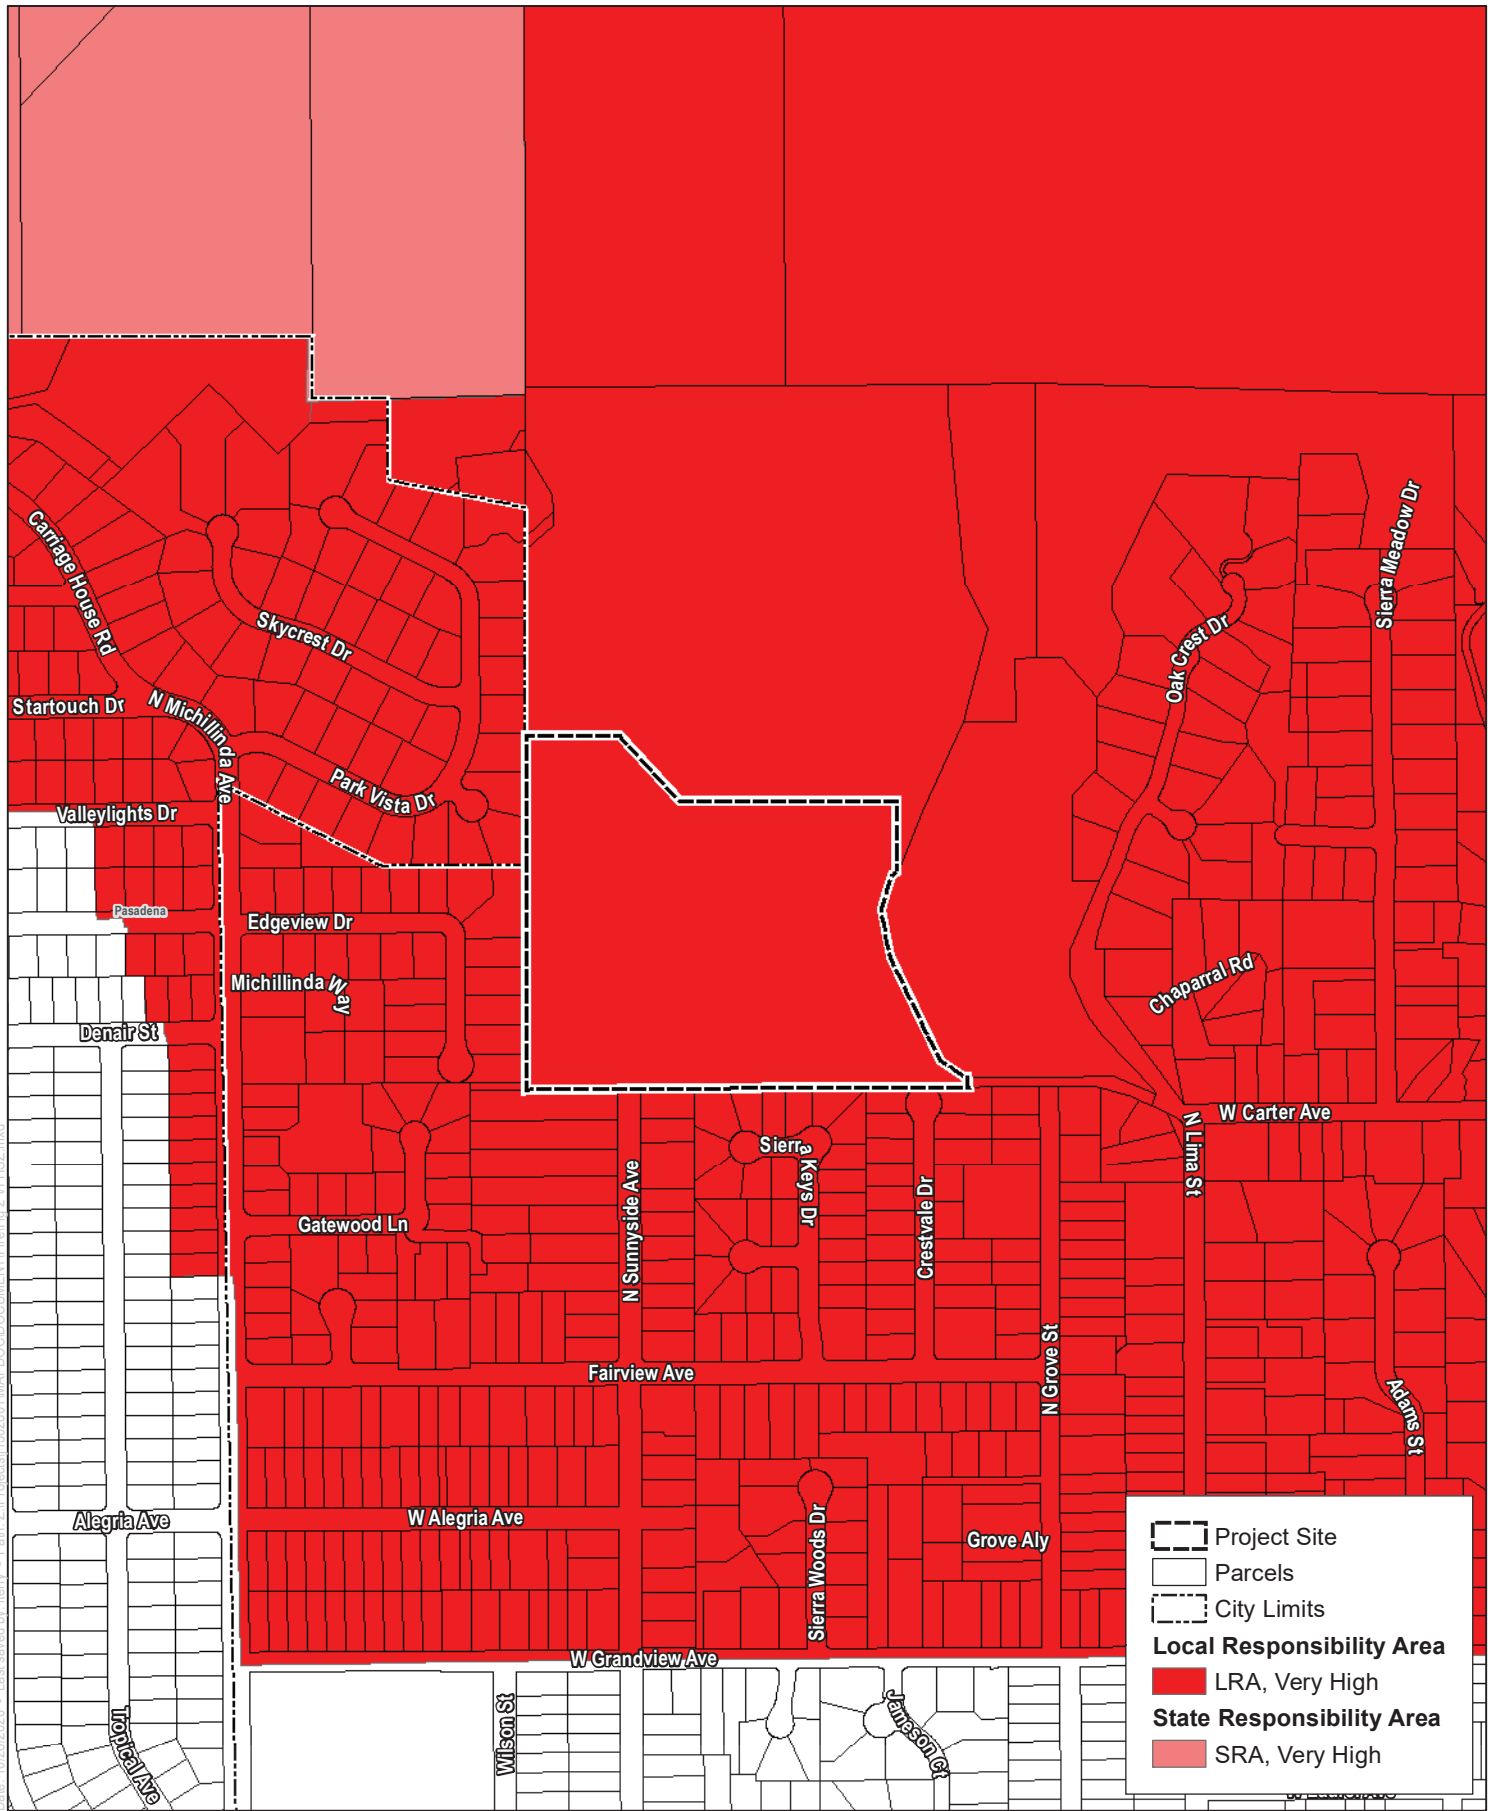 Sierra Meadow Dr
Carriage House Rd
Skycrest Dr
Oak Crest Dr
Startouch Dr
N Michillinda Ave
Park Vista Dr
Valleylights Dr
Pasadena
Edgeview Dr
Michillinda Way
Chaparral Rd
Denair St
W Carter Ave
N Lima St
Sierra Keys Dr
N Sunnyside Ave
Crestvale Dr
Gatewood Ln
N Grove St
Fairview Ave
Adams St
Alegria Ave
W Alegria Ave
Sierra Woods Dr
Grove Aly
W Grandview Ave
Wilson St
Jameson Ct
Tropical Ave
Project Site
Parcels
City Limits
Local Responsibility Area
LRA, Very High
State Responsibility Area
SRA, Very High